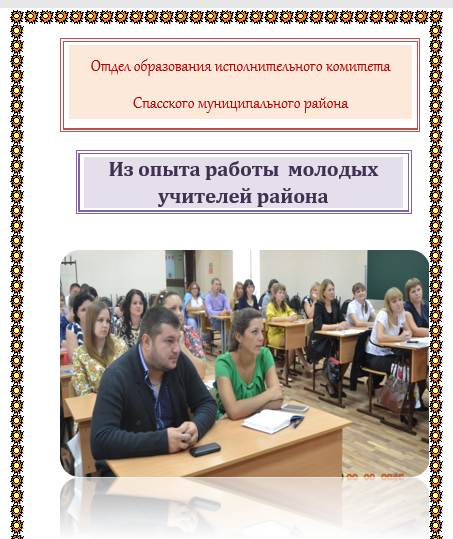 Отдел образования исполнительного комитета
Спасского муниципального района
Из опыта работы молодых
учителей района